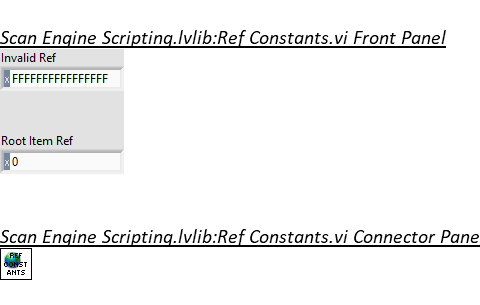 Scan Engine Scripting.lvlib:Ref Constants.vi Front Panel
Invalid Ref
x FFFFFFFFFFFFFFFF
Root Item Ref
x 0
Scan Engine Scripting.lvlib:Ref Constants.vi Connector Pane
REF
CONST
ANTS